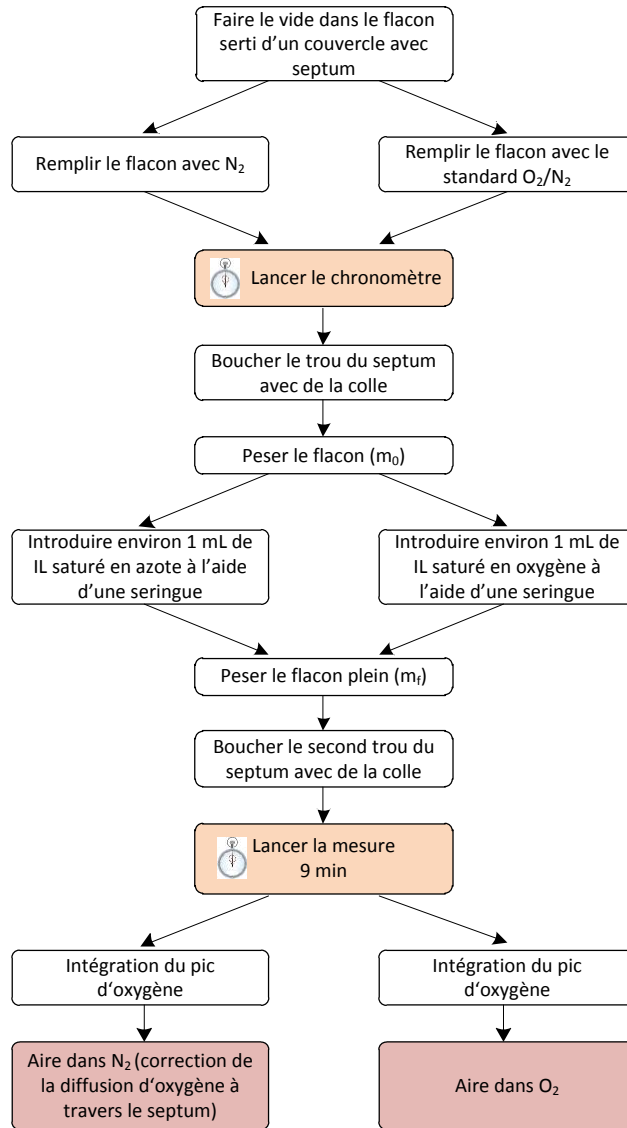 Faire le vide dans le flacon
serti d’un couvercle avec
septum
Remplir le flacon avec N₂
Remplir le flacon avec le
standard O₂/N₂
Lancer le chronomètre
Boucher le trou du septum
avec de la colle
Peser le flacon (m₀)
Introduire environ 1 mL de
IL saturé en azote à l’aide
d’une seringue
Introduire environ 1 mL de
IL saturé en oxygène à
l’aide d’une seringue
Peser le flacon plein (mf)
Boucher le second trou du
septum avec de la colle
Lancer la mesure
9 min
Intégration du pic
d‘oxygène
Intégration du pic
d‘oxygène
Aire dans N₂ (correction de
la diffusion d‘oxygène à
travers le septum)
Aire dans O₂